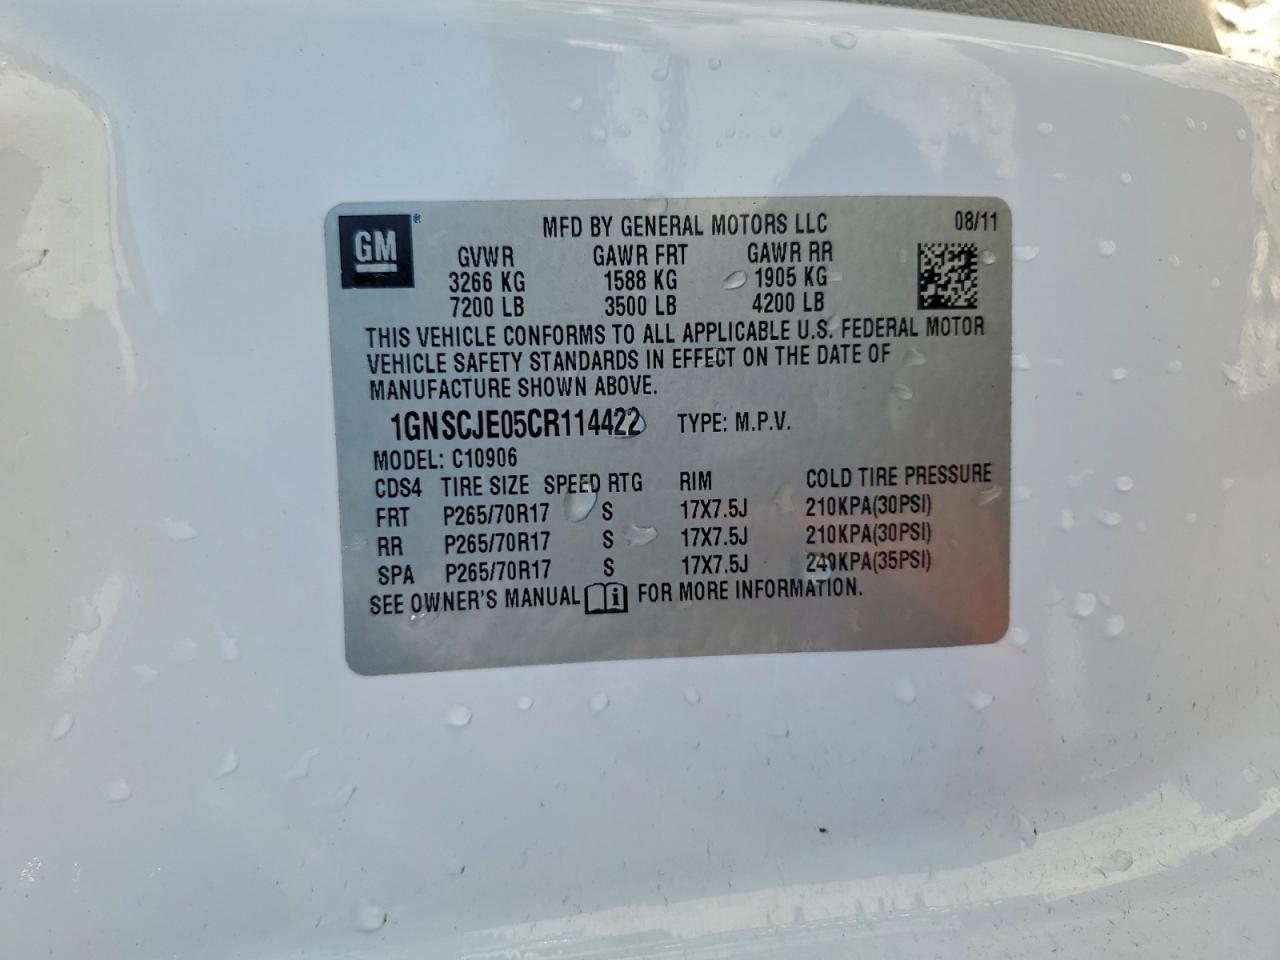 GM®
MFD BY GENERAL MOTORS LLC 08/11
GVWR GAWR FRT GAWR RR
3266 KG 1588 KG 1905 KG
7200 LB 3500 LB 4200 LB
THIS VEHICLE CONFORMS TO ALL APPLICABLE U.S. FEDERAL MOTOR
VEHICLE SAFETY STANDARDS IN EFFECT ON THE DATE OF
MANUFACTURE SHOWN ABOVE.
1GNSCJE05CR114422 TYPE: M.P.V.
MODEL: C10906
CDS4 TIRE SIZE SPEED RTG RIM COLD TIRE PRESSURE
FRT P265/70R17 S 17X7.5J 210KPA(30PSI)
RR P265/70R17 S 17X7.5J 210KPA(30PSI)
SPA P265/70R17 S 17X7.5J 240KPA(35PSI)
SEE OWNER'S MANUAL i FOR MORE INFORMATION.